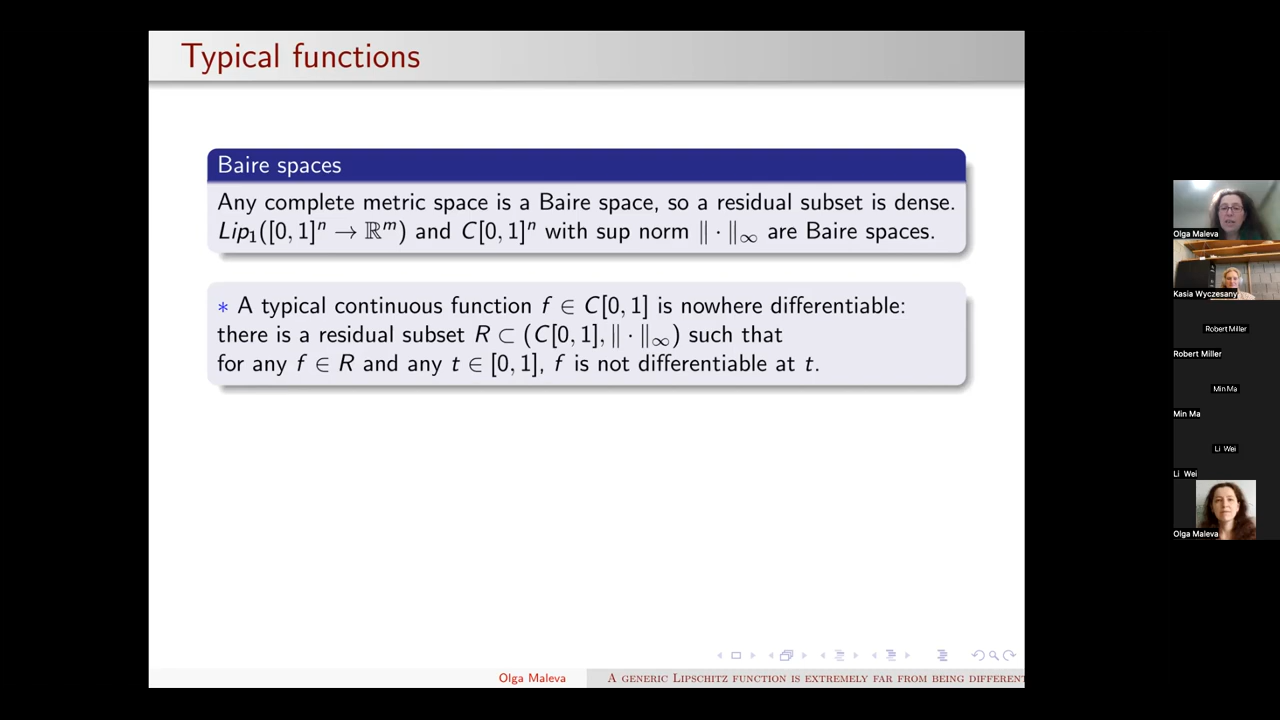 Typical functions
Baire spaces
Any complete metric space is a Baire space, so a residual subset is dense.
Lip₁([0, 1]ⁿ → ℝᵐ) and C[0, 1]ⁿ with sup norm ‖ · ‖∞ are Baire spaces.
* A typical continuous function f ∈ C[0, 1] is nowhere differentiable:
there is a residual subset R ⊂ (C[0, 1], ‖ · ‖∞) such that
for any f ∈ R and any t ∈ [0, 1], f is not differentiable at t.
Olga Maleva
A GENERIC LIPSCHITZ FUNCTION IS EXTREMELY FAR FROM BEING DIFFEREN
Olga Maleva
Kasia Wyczesany
Robert Miller
Robert Miller
Min Ma
Min Ma
Li Wei
Li Wei
Olga Maleva